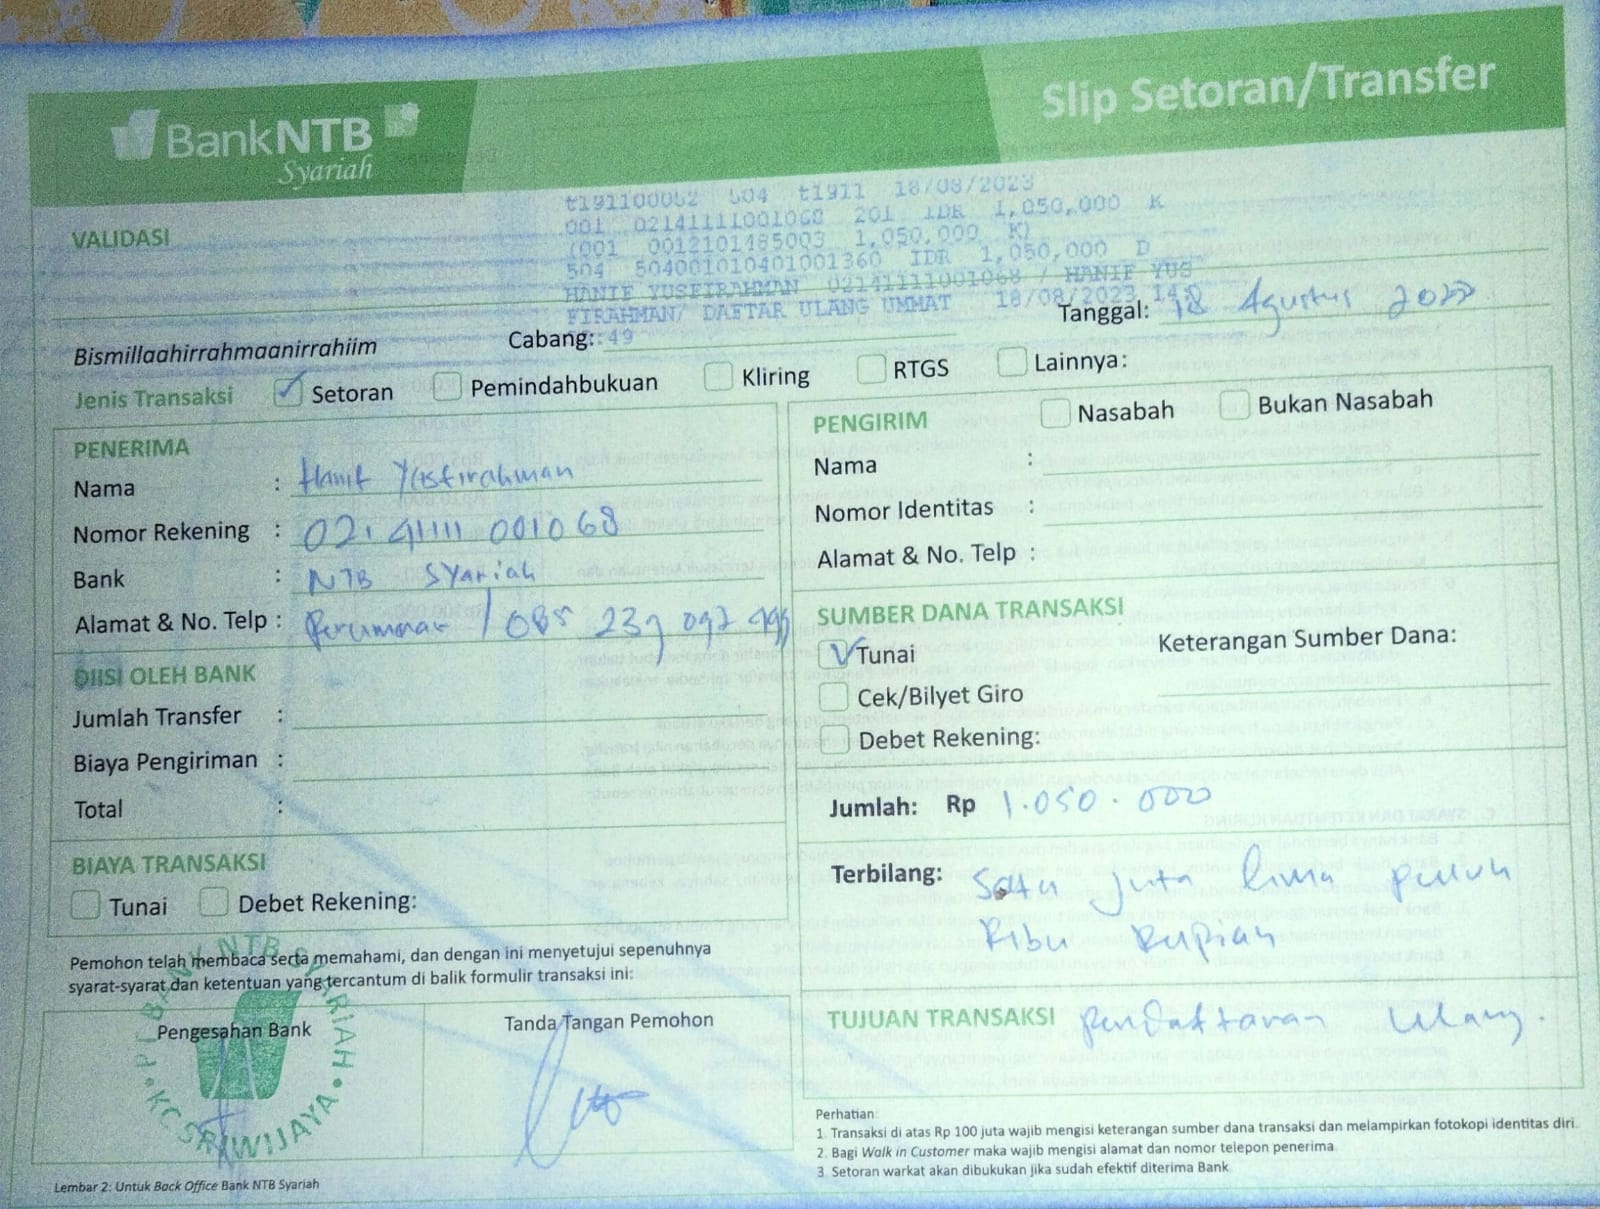 BankNTB
Syariah
Slip Setoran/Transfer
VALIDASI
t191100052 504 t1911 18/08/2023
001 02141111001068 201 IDR 1,050,000 K
(001 0012101485003 1,050,000 K)
504 504001010401001360 IDR 1,050,000 D
HANIF YUSFIRAHMAN 02141111001068 / HANIF YUS
FIRAHMAN/ DAFTAR ULANG UMMAT 18/08/2023 14:
:49
Bismillaahirrahmaanirrahiim
Cabang:
Tanggal: 18 Agustus 2023
Jenis Transaksi Setoran Pemindahbukuan Kliring RTGS Lainnya:
PENERIMA
Nama : Hanif Yusfirahman
Nomor Rekening : 021 41111 001068
Bank : NTB Syariah
Alamat & No. Telp : / 085 239 097
DIISI OLEH BANK
Jumlah Transfer :
Biaya Pengiriman :
Total :
BIAYA TRANSAKSI
Tunai Debet Rekening:
Pemohon telah membaca serta memahami, dan dengan ini menyetujui sepenuhnya
syarat-syarat dan ketentuan yang tercantum di balik formulir transaksi ini:
Pengesahan Bank
PT. BANK NTB SYARIAH
KC SRIWIJAYA
Tanda Tangan Pemohon
Lembar 2: Untuk Back Office Bank NTB Syariah
PENGIRIM Nasabah Bukan Nasabah
Nama :
Nomor Identitas :
Alamat & No. Telp :
SUMBER DANA TRANSAKSI
Tunai
Cek/Bilyet Giro
Debet Rekening:
Keterangan Sumber Dana:
Jumlah: Rp 1.050.000
Terbilang: Satu Juta lima puluh
Ribu Rupiah
TUJUAN TRANSAKSI Pendaftaran Ulang.
Perhatian:
1. Transaksi di atas Rp 100 juta wajib mengisi keterangan sumber dana transaksi dan melampirkan fotokopi identitas diri.
2. Bagi Walk in Customer maka wajib mengisi alamat dan nomor telepon penerima
3. Setoran warkat akan dibukukan jika sudah efektif diterima Bank